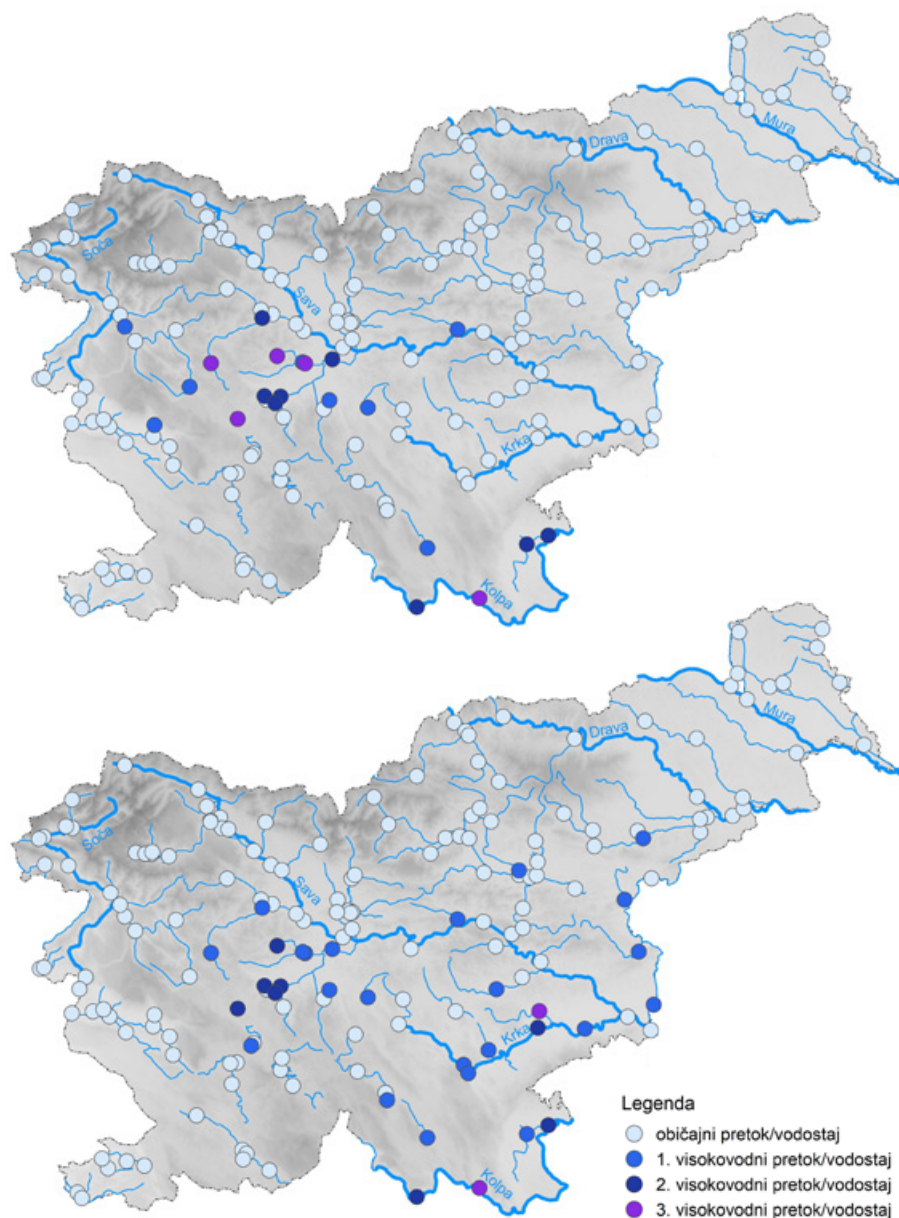 Mura
Drava
Soča
Sava
Krka
Kolpa
Mura
Drava
Soča
Sava
Krka
Kolpa
Legenda
običajni pretok/vodostaj
1. visokovodni pretok/vodostaj
2. visokovodni pretok/vodostaj
3. visokovodni pretok/vodostaj